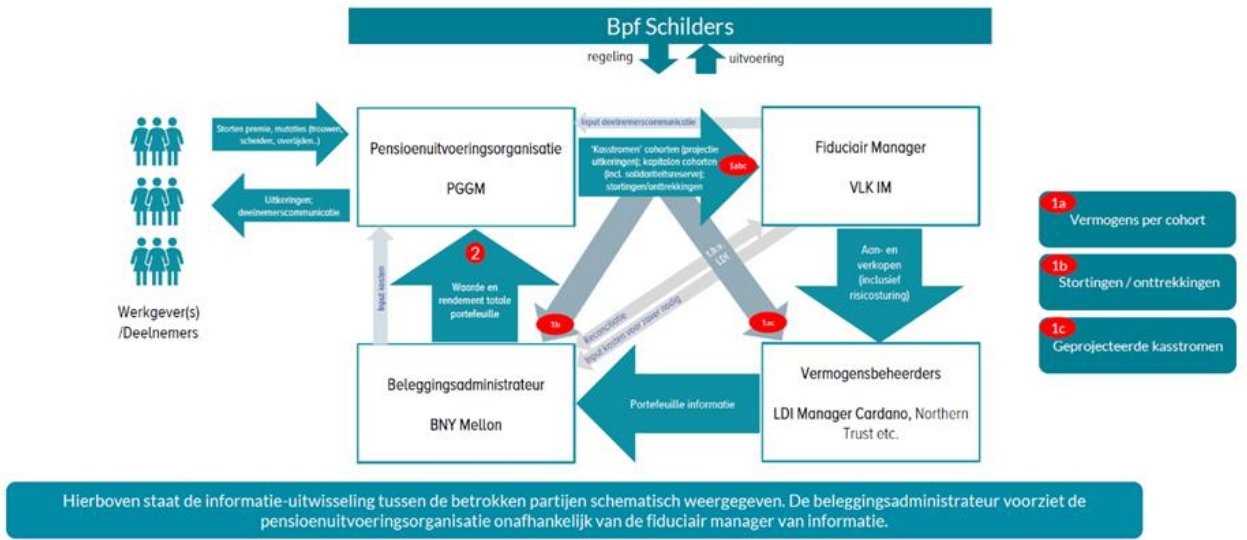 Bpf Schilders
regeling
uitvoering
Storten premie, mutaties (trouwen,
scheiden, overlijden..)
Uitkeringen;
deelnemerscommunicatie
Werkgever(s)
/Deelnemers
Pensioenuitvoeringsorganisatie
PGGM
Input deelnemerscommunicatie
'Kasstromen' cohorten (projectie
uitkeringen); kapitalen cohorten
(incl. solidariteitsreserve);
stortingen/onttrekkingen
1abc
Fiduciair Manager
VLK IM
1a
Vermogens per cohort
1b
Stortingen / onttrekkingen
1c
Geprojecteerde kasstromen
Input kosten
2
Waarde en
rendement totale
portefeuille
t.b.v.
LDI
Reconciliatie
Input kosten voor zover nodig
1b
1ac
Aan- en
verkopen
(inclusief
risicosturing)
Beleggingsadministrateur
BNY Mellon
Portefeuille informatie
Vermogensbeheerders
LDI Manager Cardano, Northern
Trust etc.
Hierboven staat de informatie-uitwisseling tussen de betrokken partijen schematisch weergegeven. De beleggingsadministrateur voorziet de
pensioenuitvoeringsorganisatie onafhankelijk van de fiduciair manager van informatie.